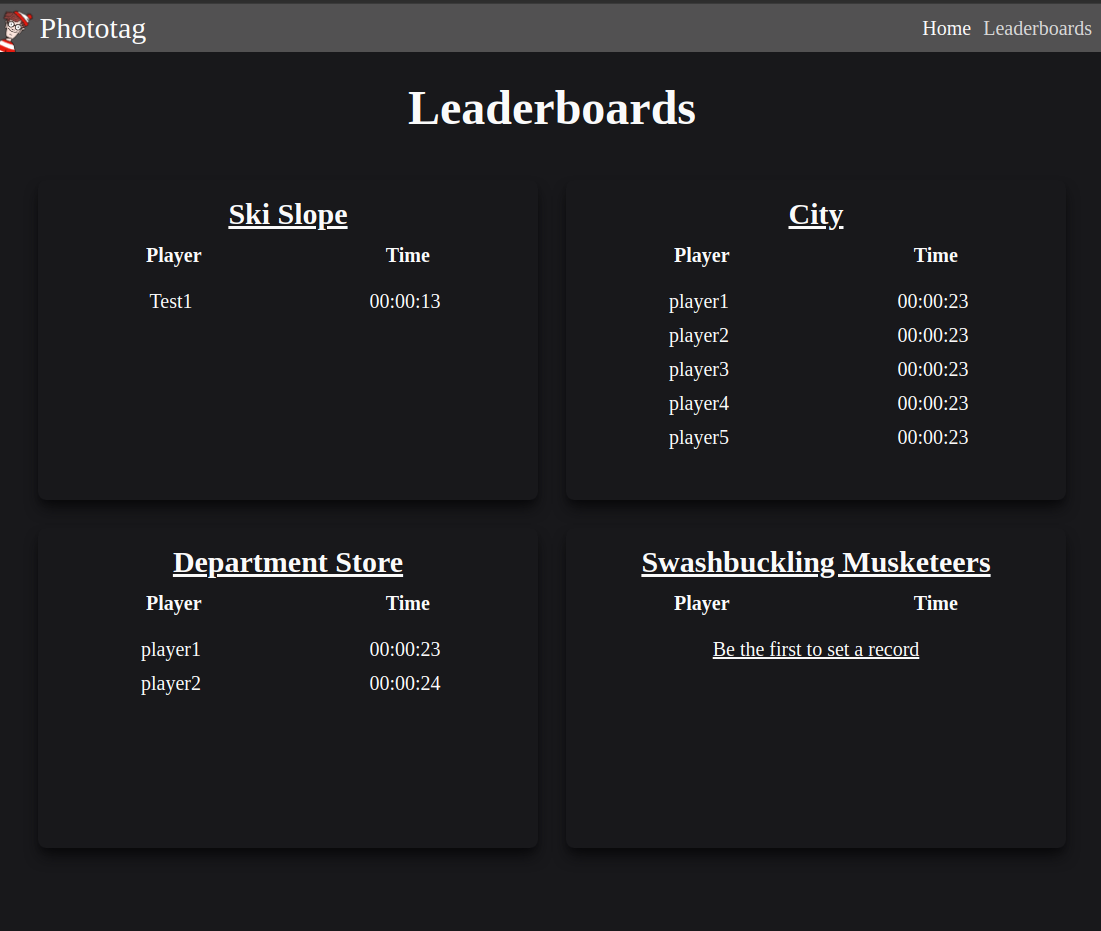 Phototag
Home Leaderboards
Leaderboards
Ski Slope
Player Time
Test1 00:00:13
City
Player Time
player1 00:00:23
player2 00:00:23
player3 00:00:23
player4 00:00:23
player5 00:00:23
Department Store
Player Time
player1 00:00:23
player2 00:00:24
Swashbuckling Musketeers
Player Time
Be the first to set a record